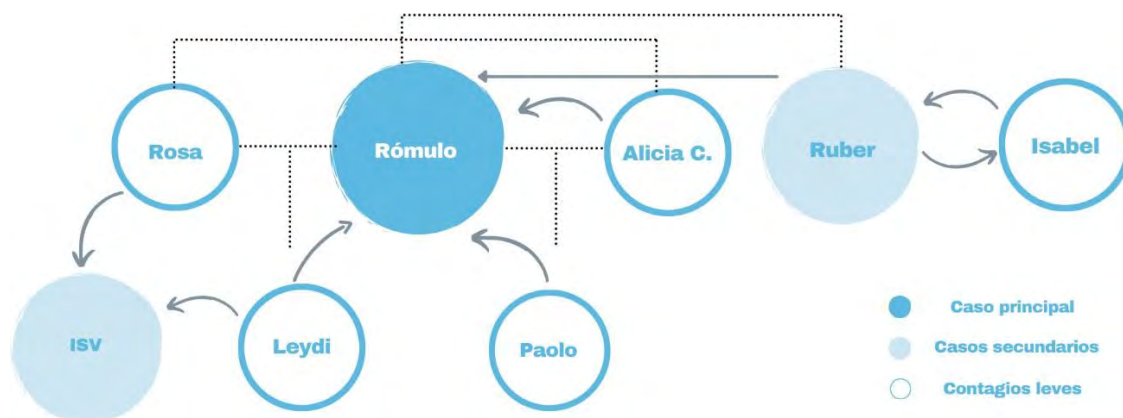 Rosa
Rómulo
Alicia C.
Ruber
Isabel
ISV
Leydi
Paolo
Caso principal
Casos secundarios
Contagios leves